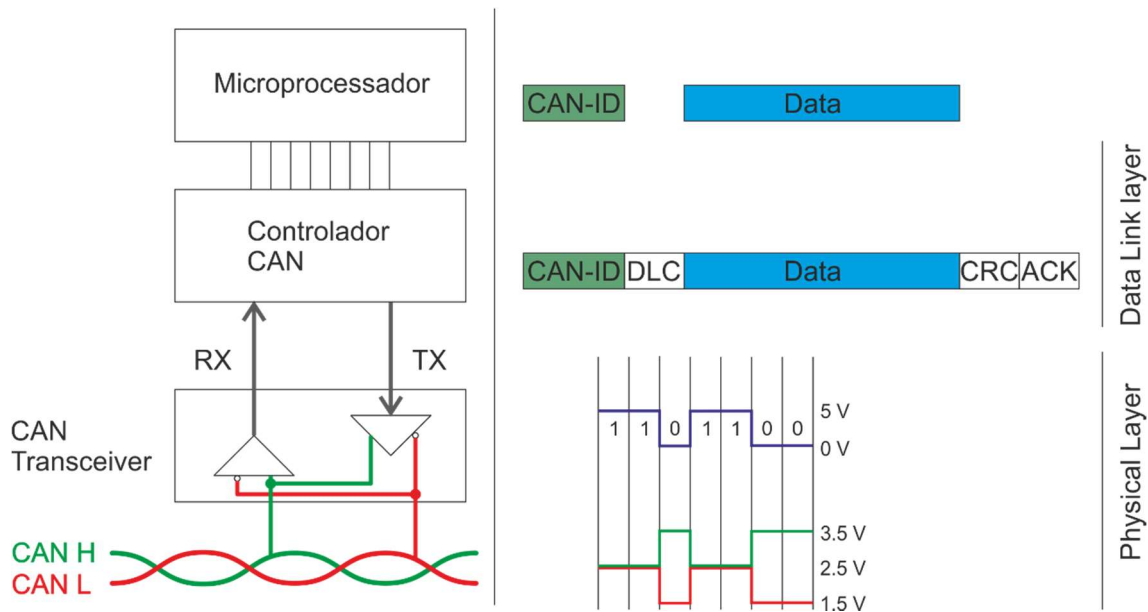 Microprocessador
Controlador
CAN
RX
TX
CAN
Transceiver
CAN H
CAN L
CAN-ID
Data
CAN-ID DLC Data CRC ACK
Data Link layer
1 1 0 1 1 0 0
5 V
0 V
3.5 V
2.5 V
1.5 V
Physical Layer